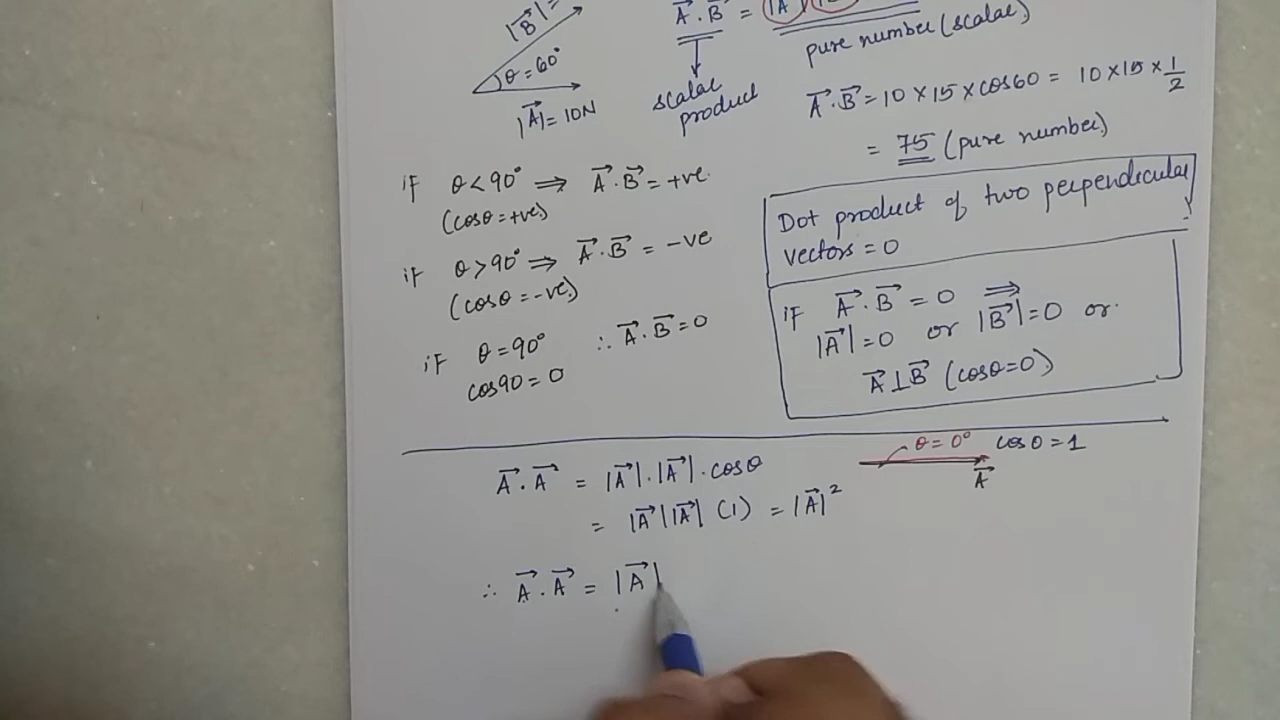 |B⃗|=
θ=60°
|A⃗|=10N
A⃗.B⃗ = |A|
scalar
product
pure number (scalar)
A⃗.B⃗ = 10×15×cos60 = 10×15×1/2
= 75 (pure number)
if θ<90° ⇒ A⃗.B⃗ = +ve
(cosθ=+ve)
if θ>90° ⇒ A⃗.B⃗ = -ve
(cosθ=-ve)
if θ=90° ∴ A⃗.B⃗=0
cos90=0
Dot product of two perpendicular
vectors = 0
if A⃗.B⃗ = 0 ⇒
|A⃗|=0 or |B⃗|=0 or
A⃗⊥B⃗ (cosθ=0)
θ=0° cosθ=1
A⃗
A⃗.A⃗ = |A⃗|.|A⃗|.cosθ
= |A⃗||A⃗| (1) = |A⃗|²
∴ A⃗.A⃗ = |A⃗|